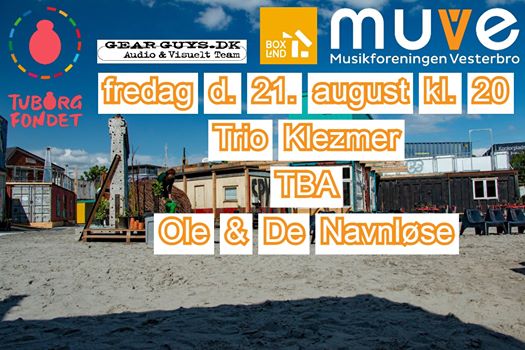 TUBORG
FONDET
GEAR GUYS.DK
Audio & Visuelt Team
BOX
LAND
muve
Musikforeningen Vesterbro
fredag d. 21. august kl. 20
Trio Klezmer
TBA
Ole & De Navnløse